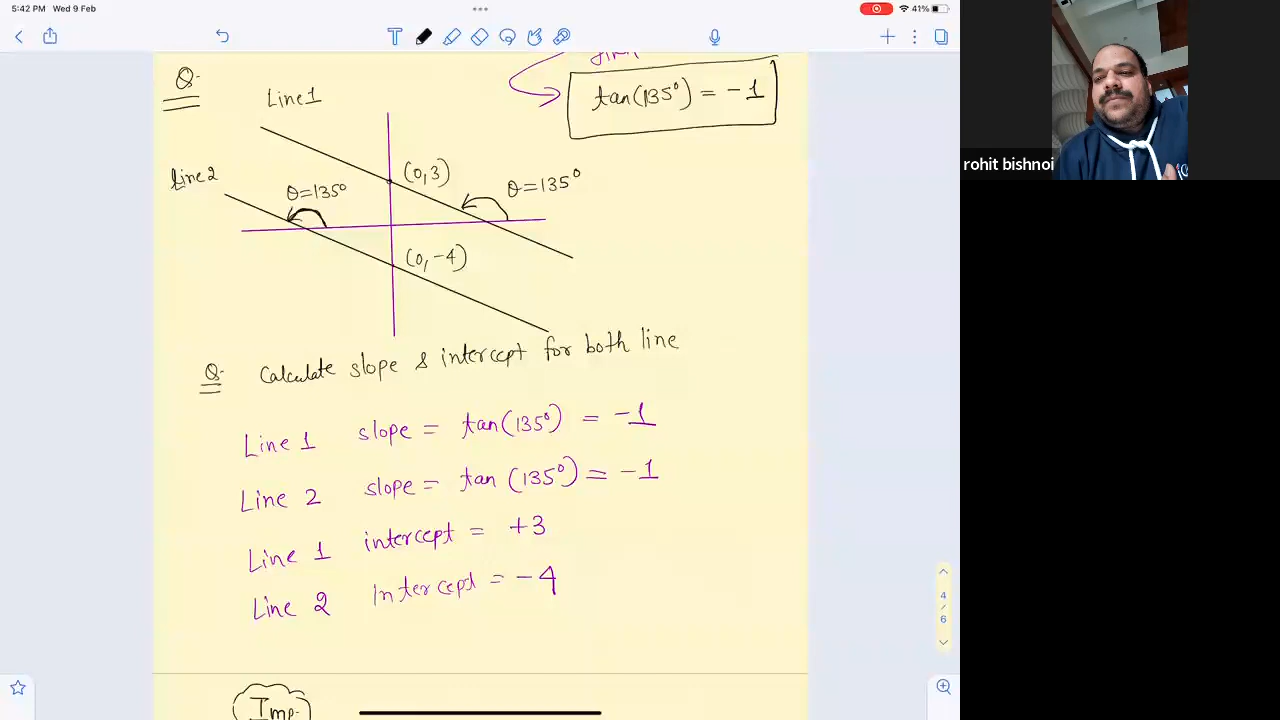 5:42 PM Wed 9 Feb
41%
Q.
Line 1
tan(135°) = -1
Line 2
θ=135°
(0,3)
θ=135°
(0,-4)
rohit bishnoi
Q. Calculate slope & intercept for both line
Line 1 slope = tan(135°) = -1
Line 2 slope = tan (135°) = -1
Line 1 intercept = +3
Line 2 Intercept = -4
4
/
6
Imp.